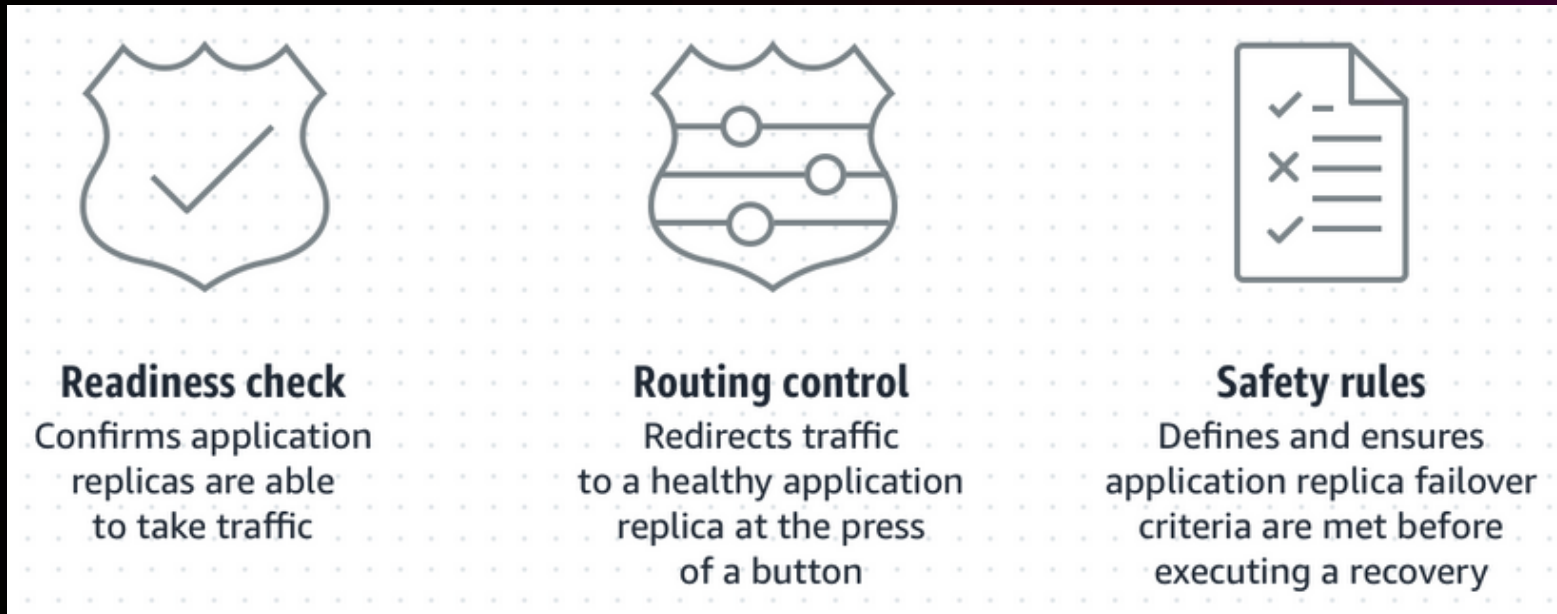 Readiness check
Confirms application
replicas are able
to take traffic
Routing control
Redirects traffic
to a healthy application
replica at the press
of a button
Safety rules
Defines and ensures
application replica failover
criteria are met before
executing a recovery